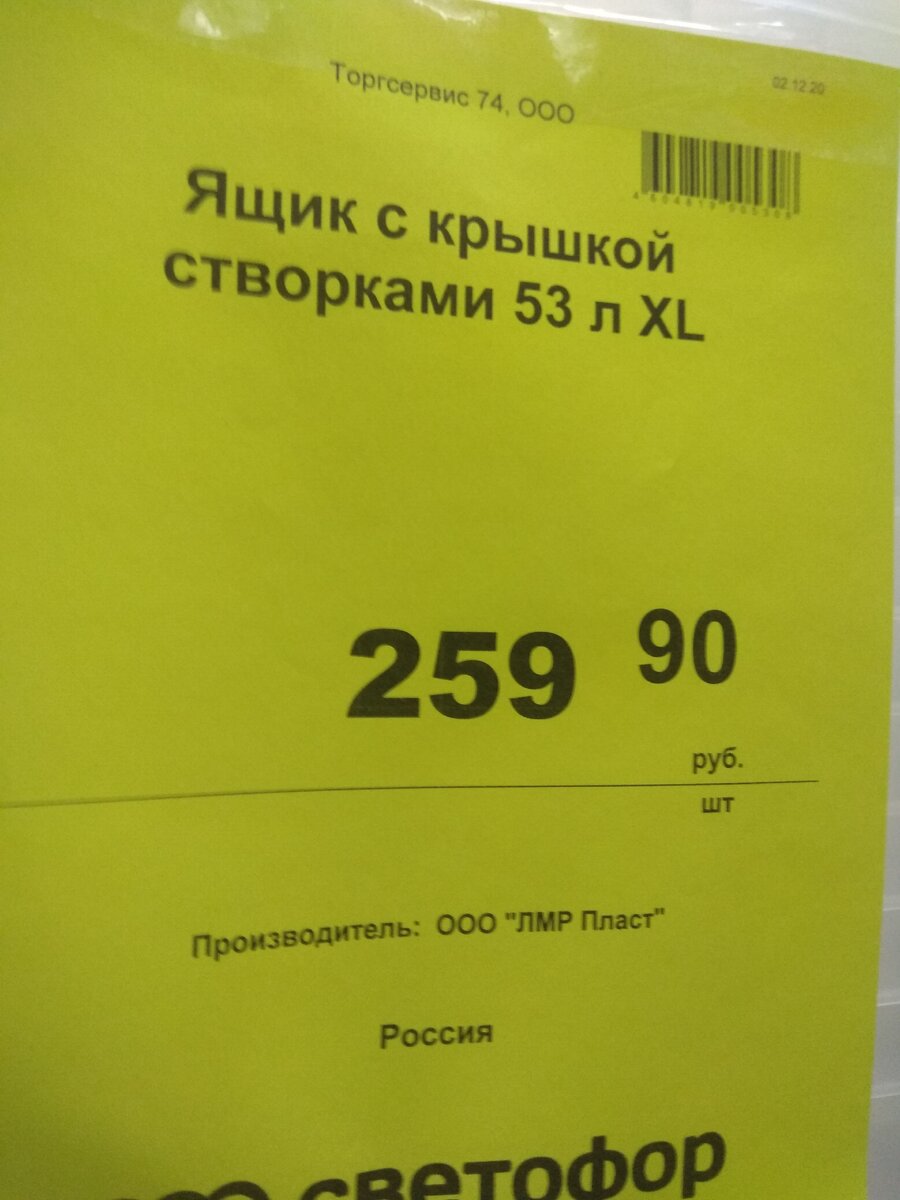 Торгсервис 74, ООО
02.12.20
Ящик с крышкой
створками 53 л XL
259 90
руб.
шт
Производитель: ООО "ЛМР Пласт"
Россия
светофор